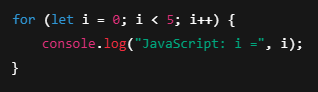 for (let i = 0; i < 5; i++) {
    console.log("JavaScript: i =", i);
}